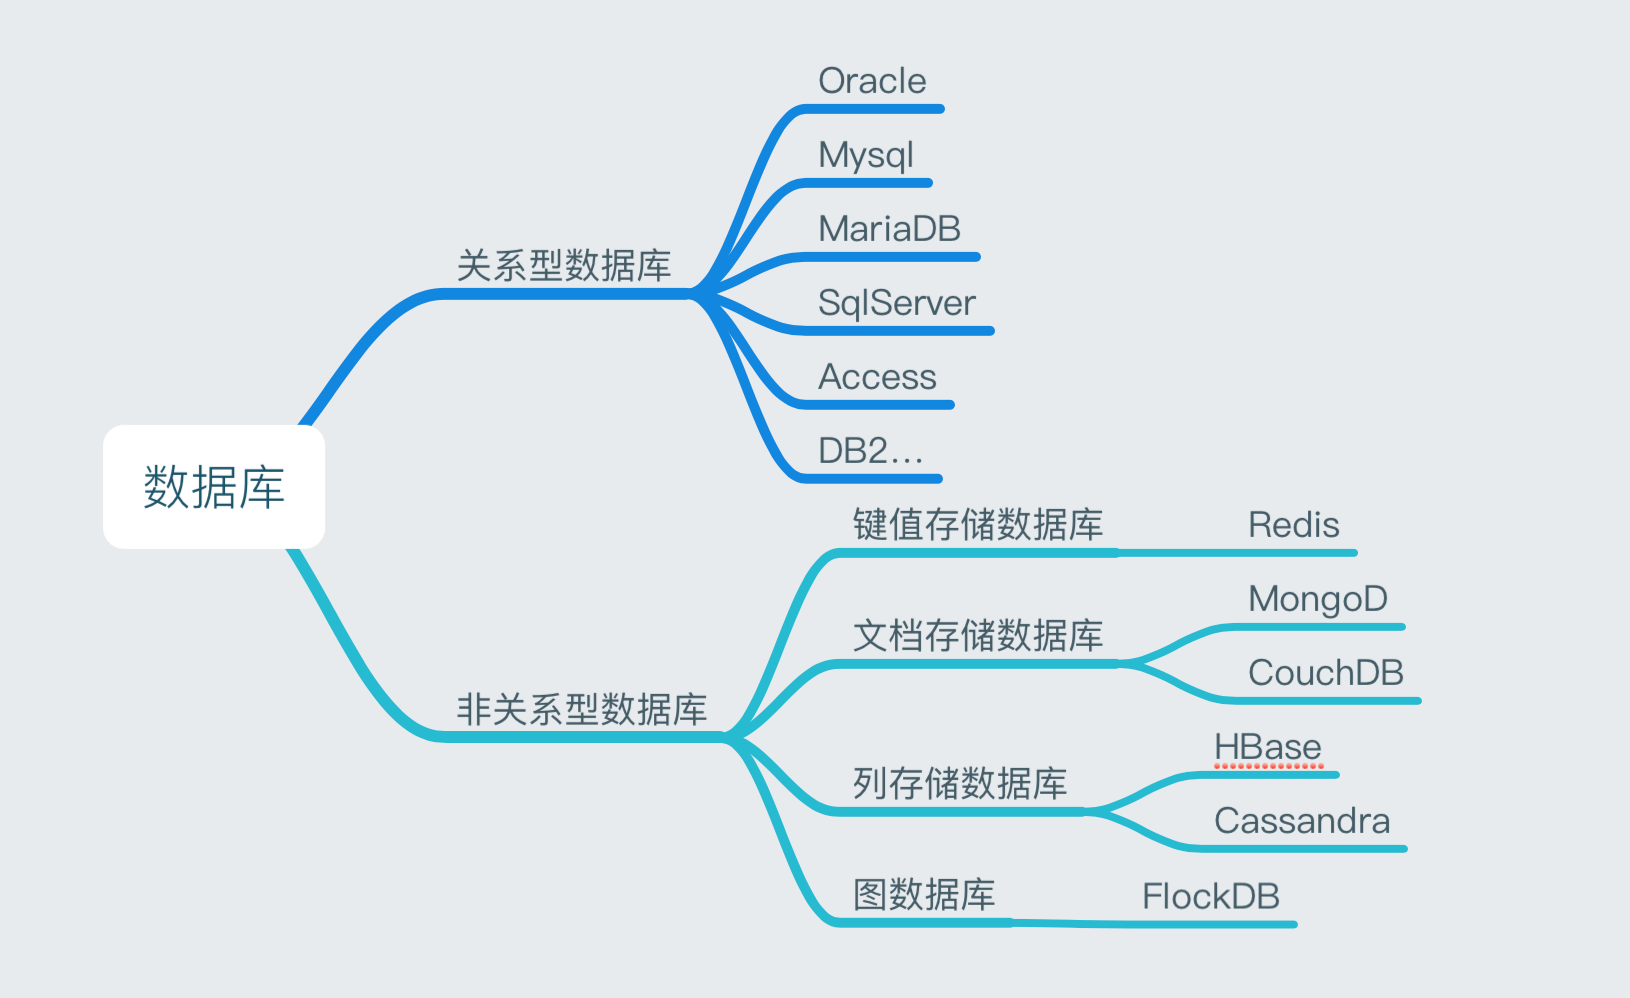 数据库
关系型数据库
Oracle
Mysql
MariaDB
SqlServer
Access
DB2...
非关系型数据库
键值存储数据库
Redis
文档存储数据库
MongoD
CouchDB
列存储数据库
HBase
Cassandra
图数据库
FlockDB